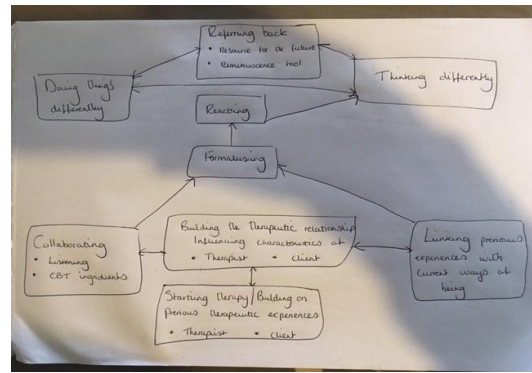 Referring back
• Resource for the future
• Reminiscence tool
Doing things
differently
Thinking differently
Reacting
Formulating
Collaborating
• Listening
• CBT ingredients
Building the therapeutic relationship
Influencing characteristics of
• Therapist • client
Linking previous
experiences with
current ways of
being
Starting therapy/Building on
Previous therapeutic experiences
• Therapist • client